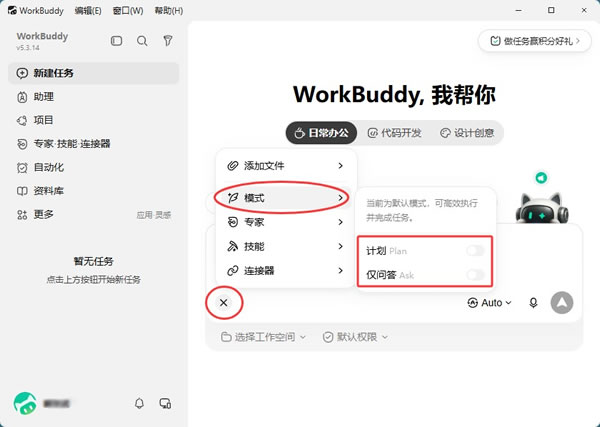 WorkBuddy 编辑(E) 窗口(W) 帮助(H)
WorkBuddy
v5.3.14
新建任务
助理
项目
专家·技能·连接器
自动化
资料库
更多 应用·灵感
暂无任务
点击上方按钮开始新任务
做任务赢积分好礼
WorkBuddy, 我帮你
日常办公 代码开发 设计创意
添加文件
模式
专家
技能
连接器
当前为默认模式，可高效执行
并完成任务。
计划 Plan
仅问答 Ask
Auto
选择工作空间 默认权限